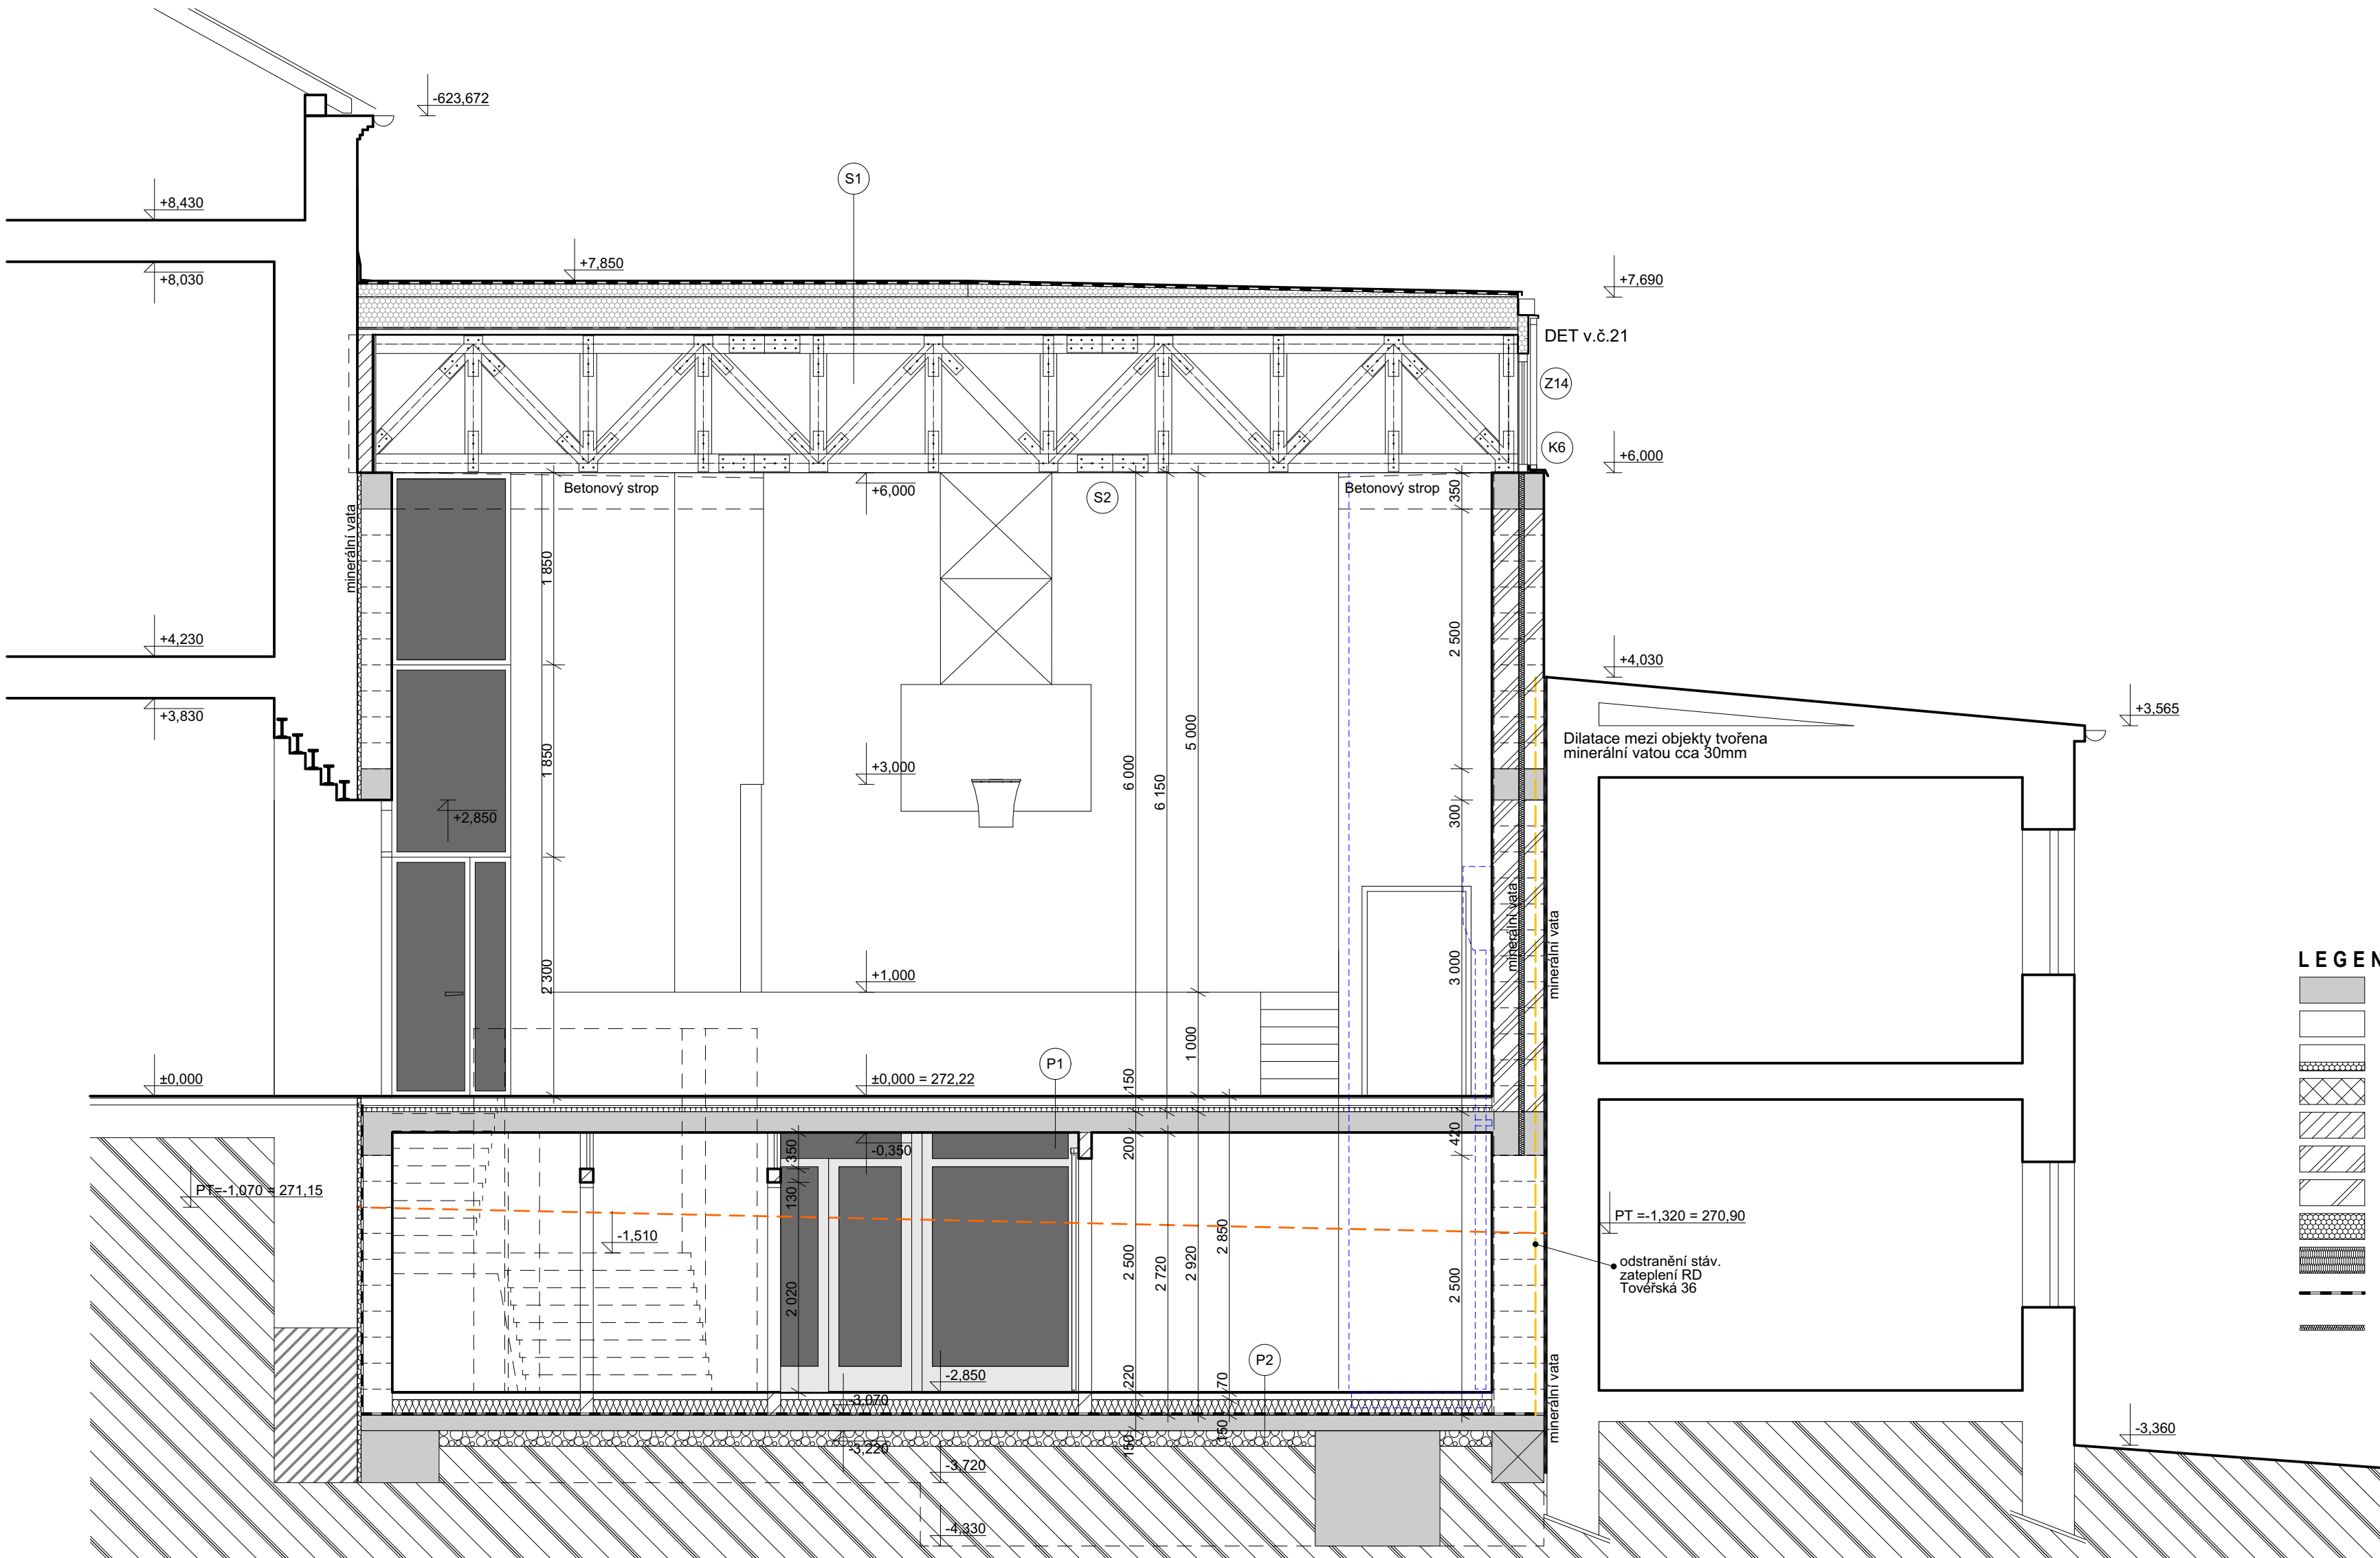 -623,672
S1
+8,430
+7,850
+8,030
+7,690
DET v.č.21
Z14
K6
+6,000
Betonový strop
+6,000
S2
Betonový strop
350
minerální vata
1 850
+4,230
2 500
+4,030
+3,830
+3,565
5 000
Dilatace mezi objekty tvořena
minerální vatou cca 30mm
1 850
+3,000
6 000
6 150
+2,850
300
minerální vata
minerální vata
LEGEN
2 300
+1,000
3 000
1 000
P1
±0,000
±0,000 = 272,22
150
350
-0,350
200
420
PT=-1,070 = 271,15
130
PT =-1,320 = 270,90
-1,510
2 850
2 500
2 720
2 920
odstranění stáv.
zateplení RD
Tovérská 36
2 020
2 500
P2
-2,850
220
70
minerální vata
-3,070
-3,220
150
150
-3,360
-3,720
-4,330